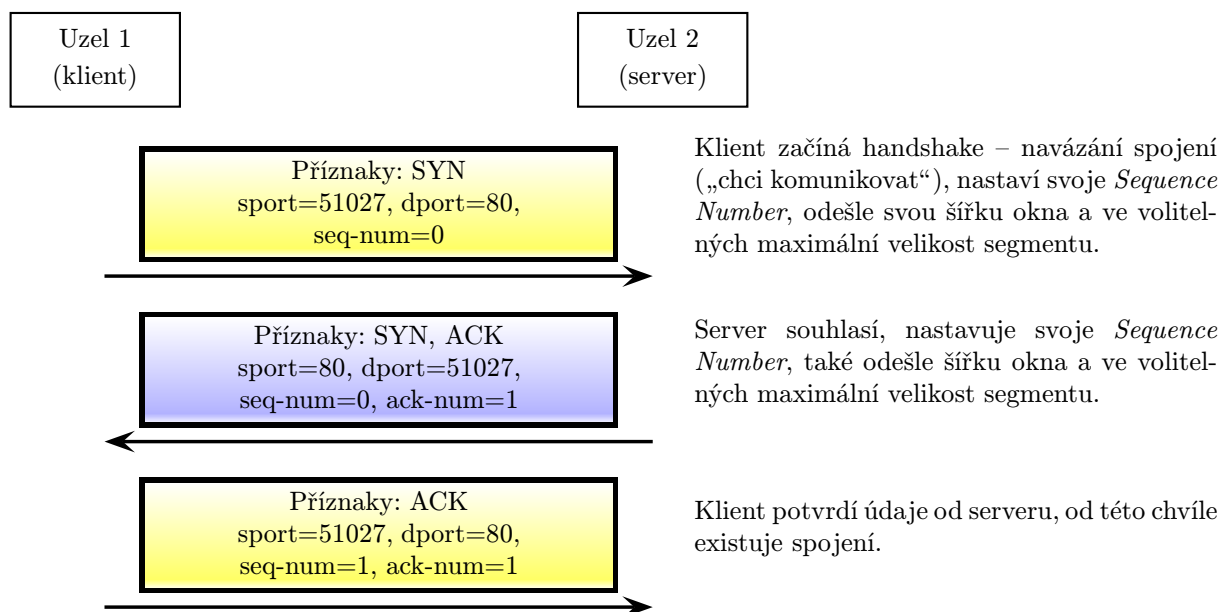 Uzel 1
(klient)
Uzel 2
(server)
Příznaky: SYN
sport=51027, dport=80,
seq-num=0
Klient začíná handshake – navázání spojení
(„chci komunikovat“), nastaví svoje Sequence
Number, odešle svou šířku okna a ve volitel-
ných maximální velikost segmentu.
Příznaky: SYN, ACK
sport=80, dport=51027,
seq-num=0, ack-num=1
Server souhlasí, nastavuje svoje Sequence
Number, také odešle šířku okna a ve volitel-
ných maximální velikost segmentu.
Příznaky: ACK
sport=51027, dport=80,
seq-num=1, ack-num=1
Klient potvrdí údaje od serveru, od této chvíle
existuje spojení.